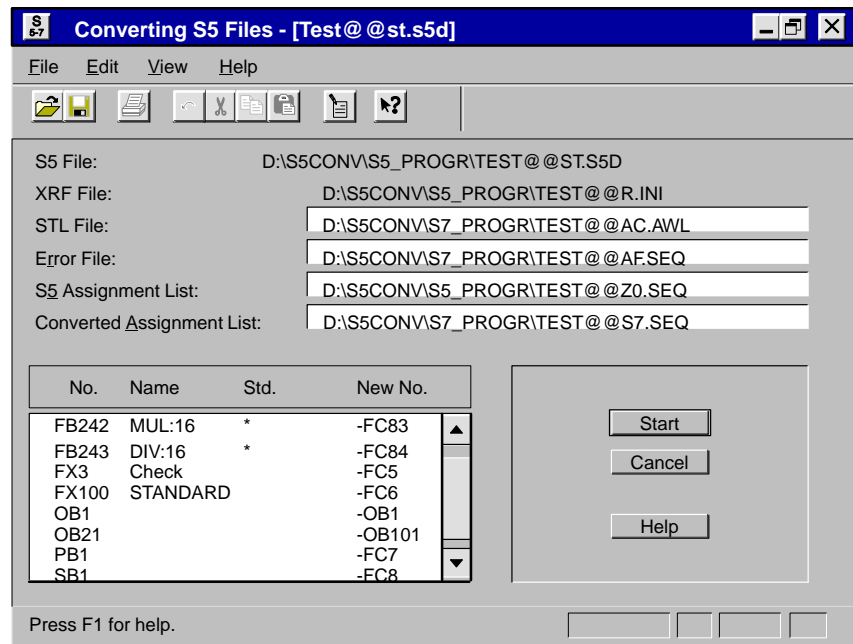 S
5-7
Converting S5 Files - [Test@@st.s5d]
File Edit View Help
S5 File: D:\S5CONV\S5_PROGR\TEST@@ST.S5D
XRF File: D:\S5CONV\S5_PROGR\TEST@@R.INI
STL File: D:\S5CONV\S7_PROGR\TEST@@AC.AWL
Error File: D:\S5CONV\S7_PROGR\TEST@@AF.SEQ
S5 Assignment List: D:\S5CONV\S5_PROGR\TEST@@Z0.SEQ
Converted Assignment List: D:\S5CONV\S7_PROGR\TEST@@S7.SEQ
No. Name Std. New No.
FB242 MUL:16 * -FC83
FB243 DIV:16 * -FC84
FX3 Check -FC5
FX100 STANDARD -FC6
OB1 -OB1
OB21 -OB101
PB1 -FC7
SB1 -FC8
Start
Cancel
Help
Press F1 for help.